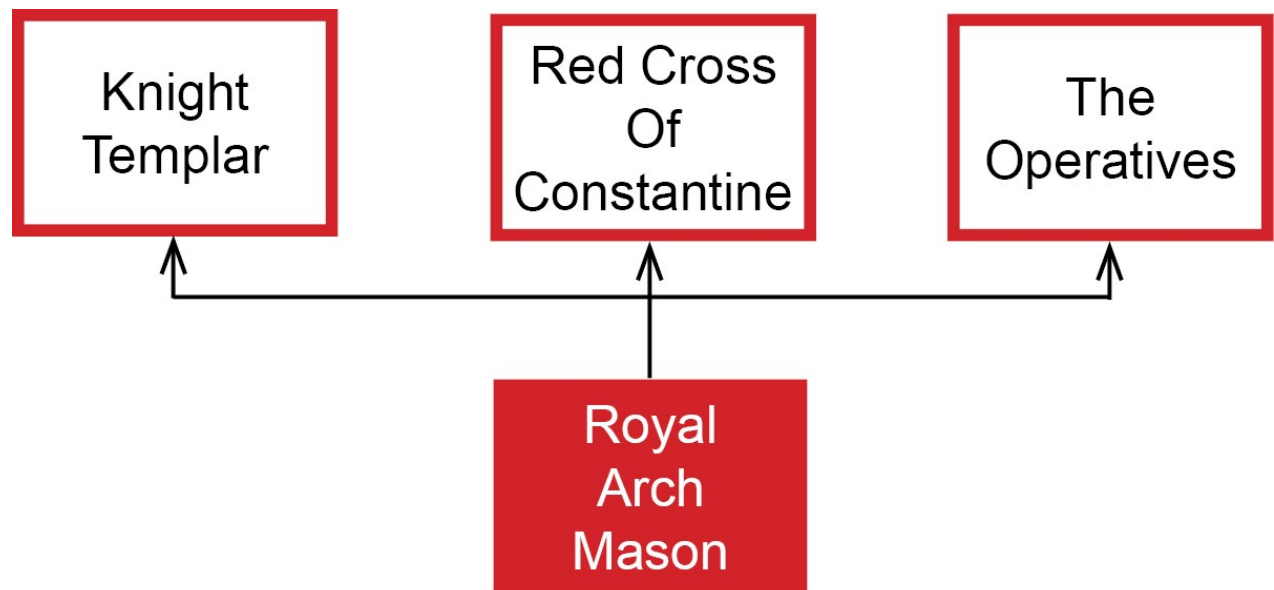 Knight
Templar
Red Cross
Of
Constantine
The
Operatives
Royal
Arch
Mason